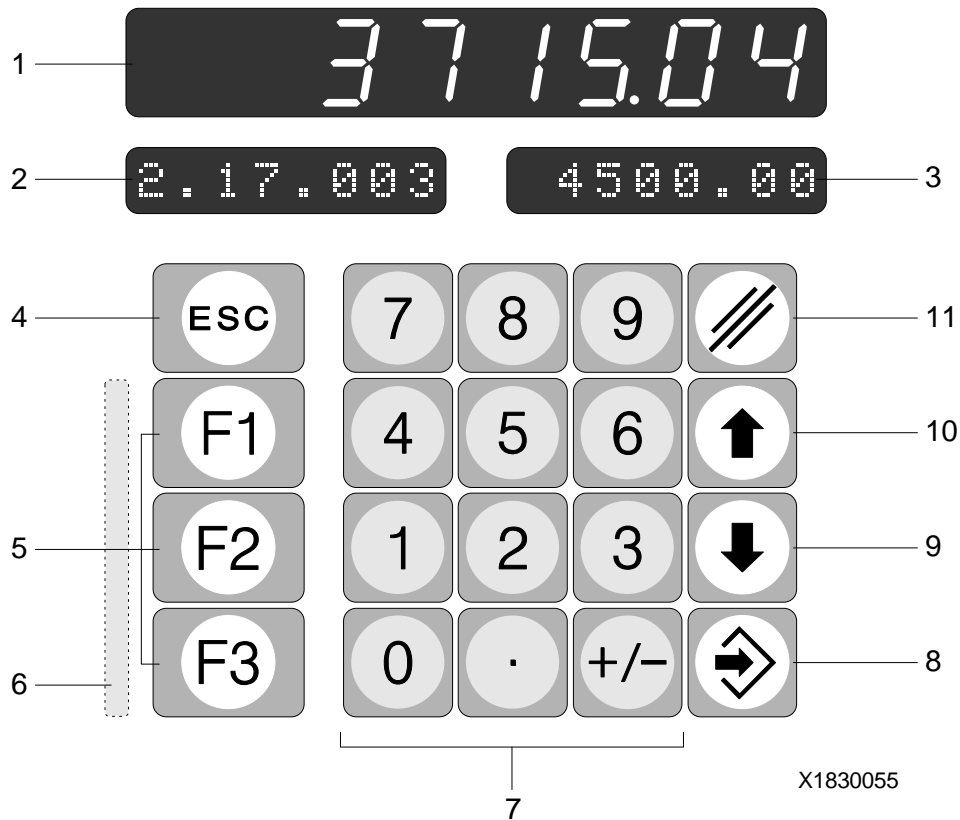 1 3715.04
2 2.17.003 4500.00 3
4 ESC 7 8 9 11
F1 4 5 6 10
5 F2 1 2 3 9
6 F3 0 . +/− 8
7
X1830055